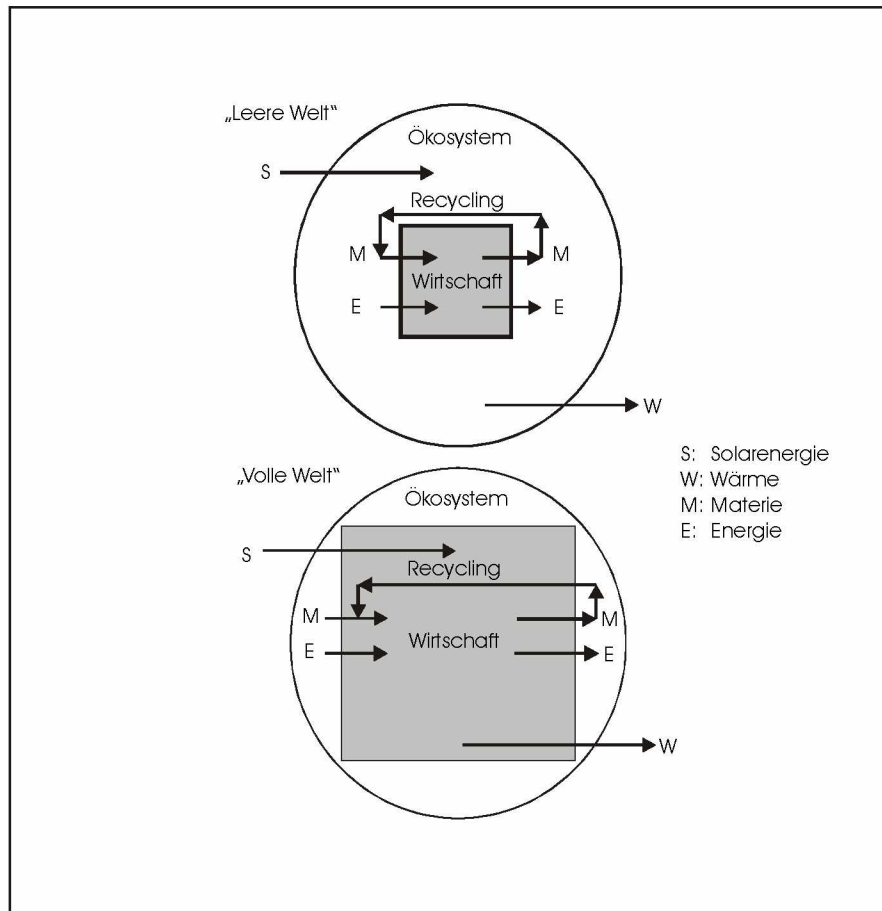 „Leere Welt“
Ökosystem
S
Recycling
M
M
Wirtschaft
E
E
W
S: Solarenergie
W: Wärme
M: Materie
E: Energie
„Volle Welt“
Ökosystem
S
Recycling
M
M
Wirtschaft
E
E
W